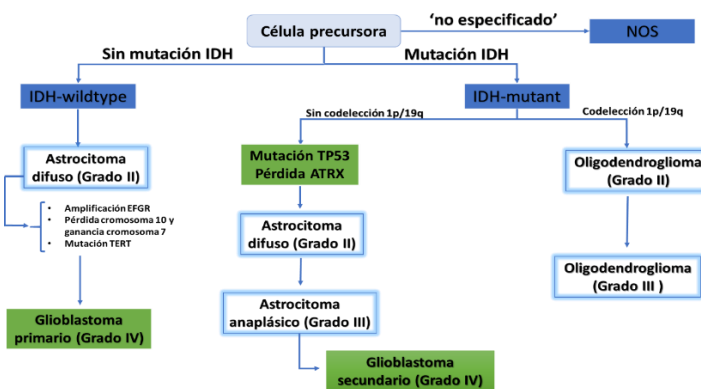 Célula precursora
'no especificado'
NOS
Sin mutación IDH
Mutación IDH
IDH-wildtype
IDH-mutant
Sin codelección 1p/19q
Codelección 1p/19q
Astrocitoma
difuso (Grado II)
Mutación TP53
Pérdida ATRX
Oligodendroglioma
(Grado II)
• Amplificación EFGR
• Pérdida cromosoma 10 y
ganancia cromosoma 7
• Mutación TERT
Astrocitoma
difuso (Grado II)
Oligodendroglioma
(Grado III )
Glioblastoma
primario (Grado IV)
Astrocitoma
anaplásico (Grado III)
Glioblastoma
secundario (Grado IV)